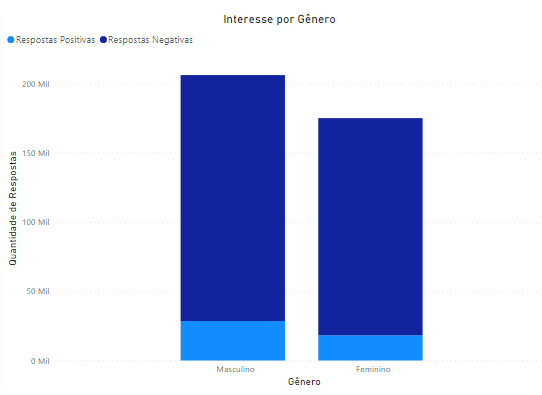 Interesse por Gênero
Respostas Positivas Respostas Negativas
200 Mil
150 Mil
100 Mil
50 Mil
0 Mil
Quantidade de Respostas
Masculino Feminino
Gênero